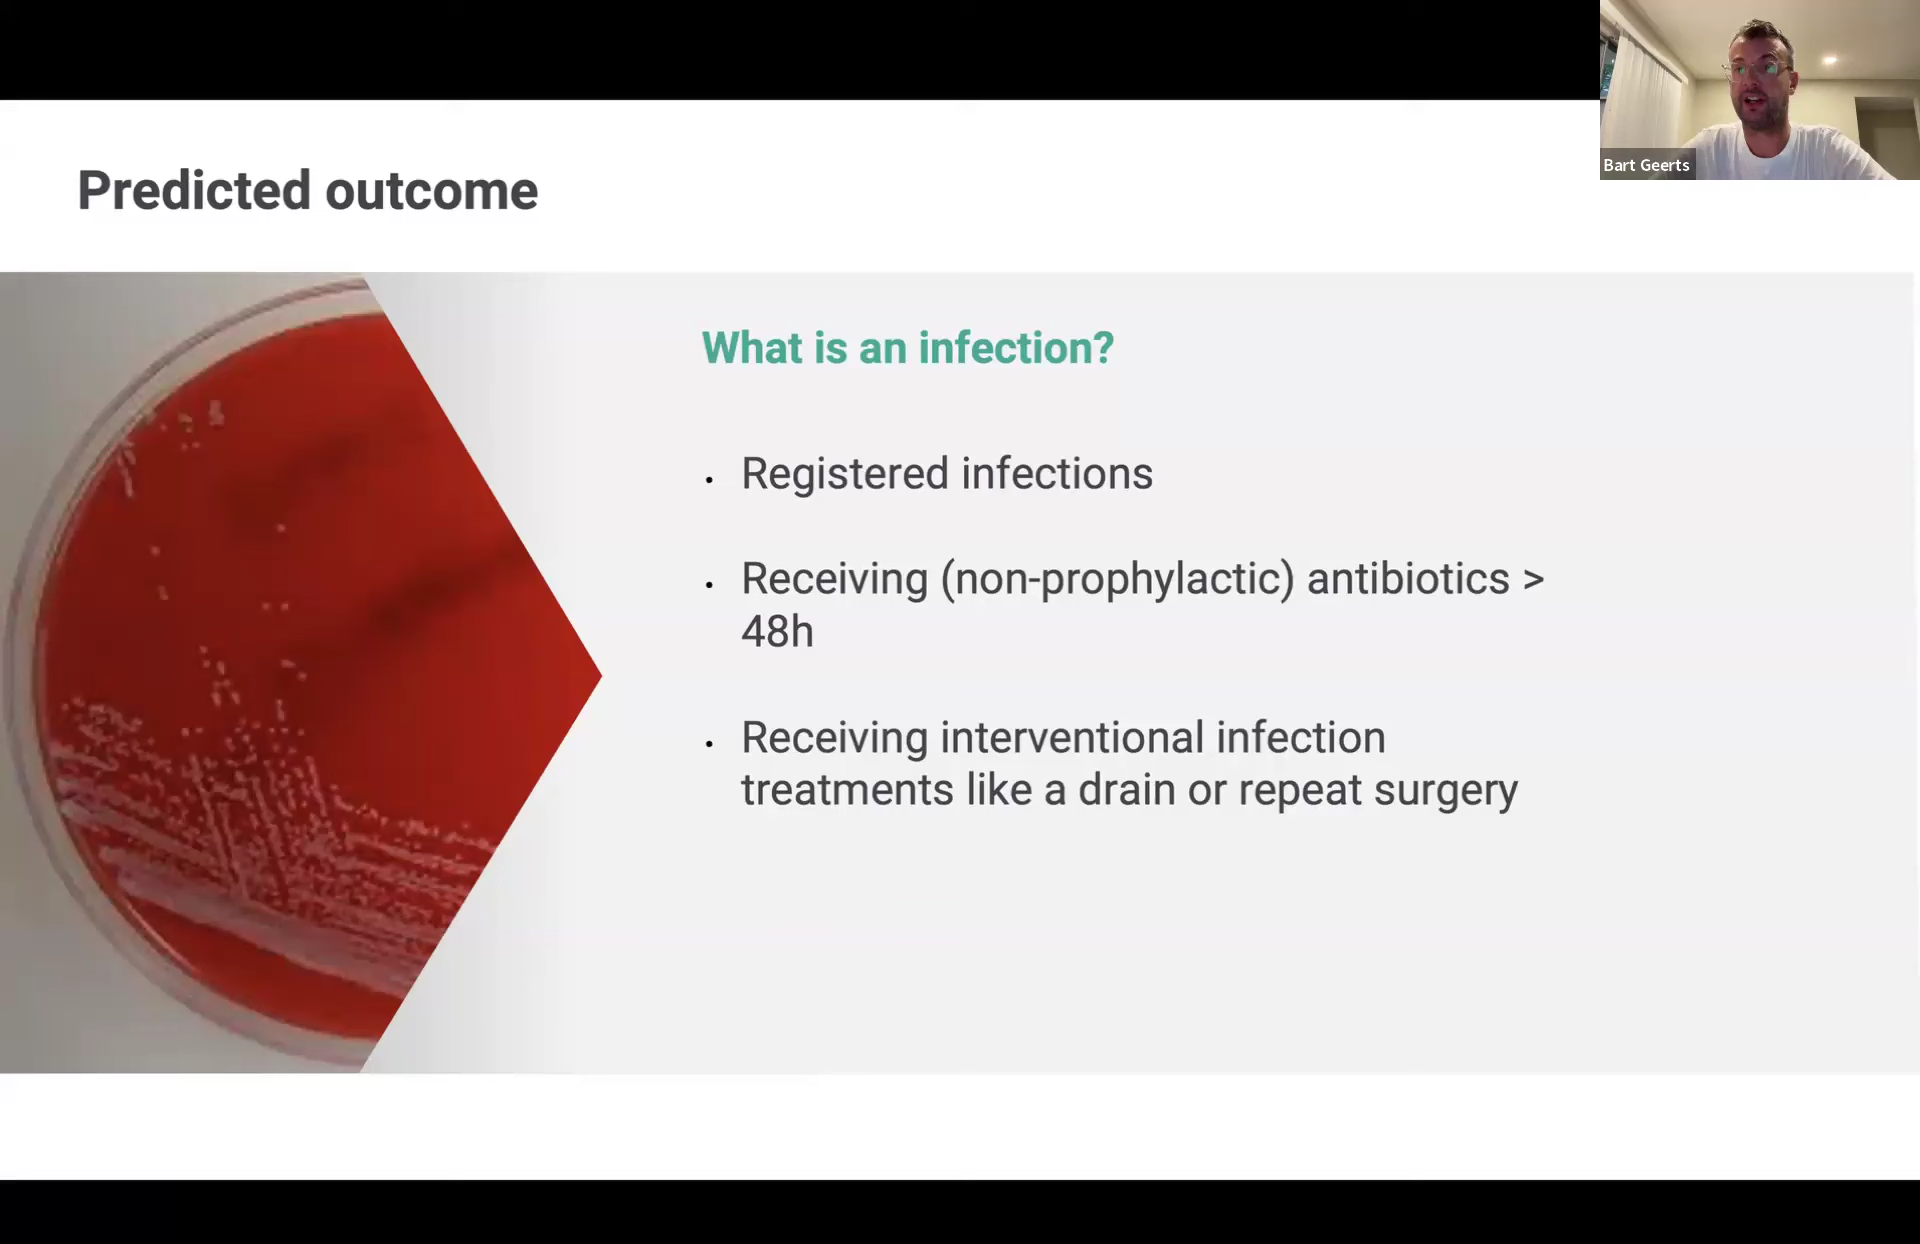 Bart Geerts
Predicted outcome
What is an infection?
• Registered infections
• Receiving (non-prophylactic) antibiotics >
48h
• Receiving interventional infection
treatments like a drain or repeat surgery